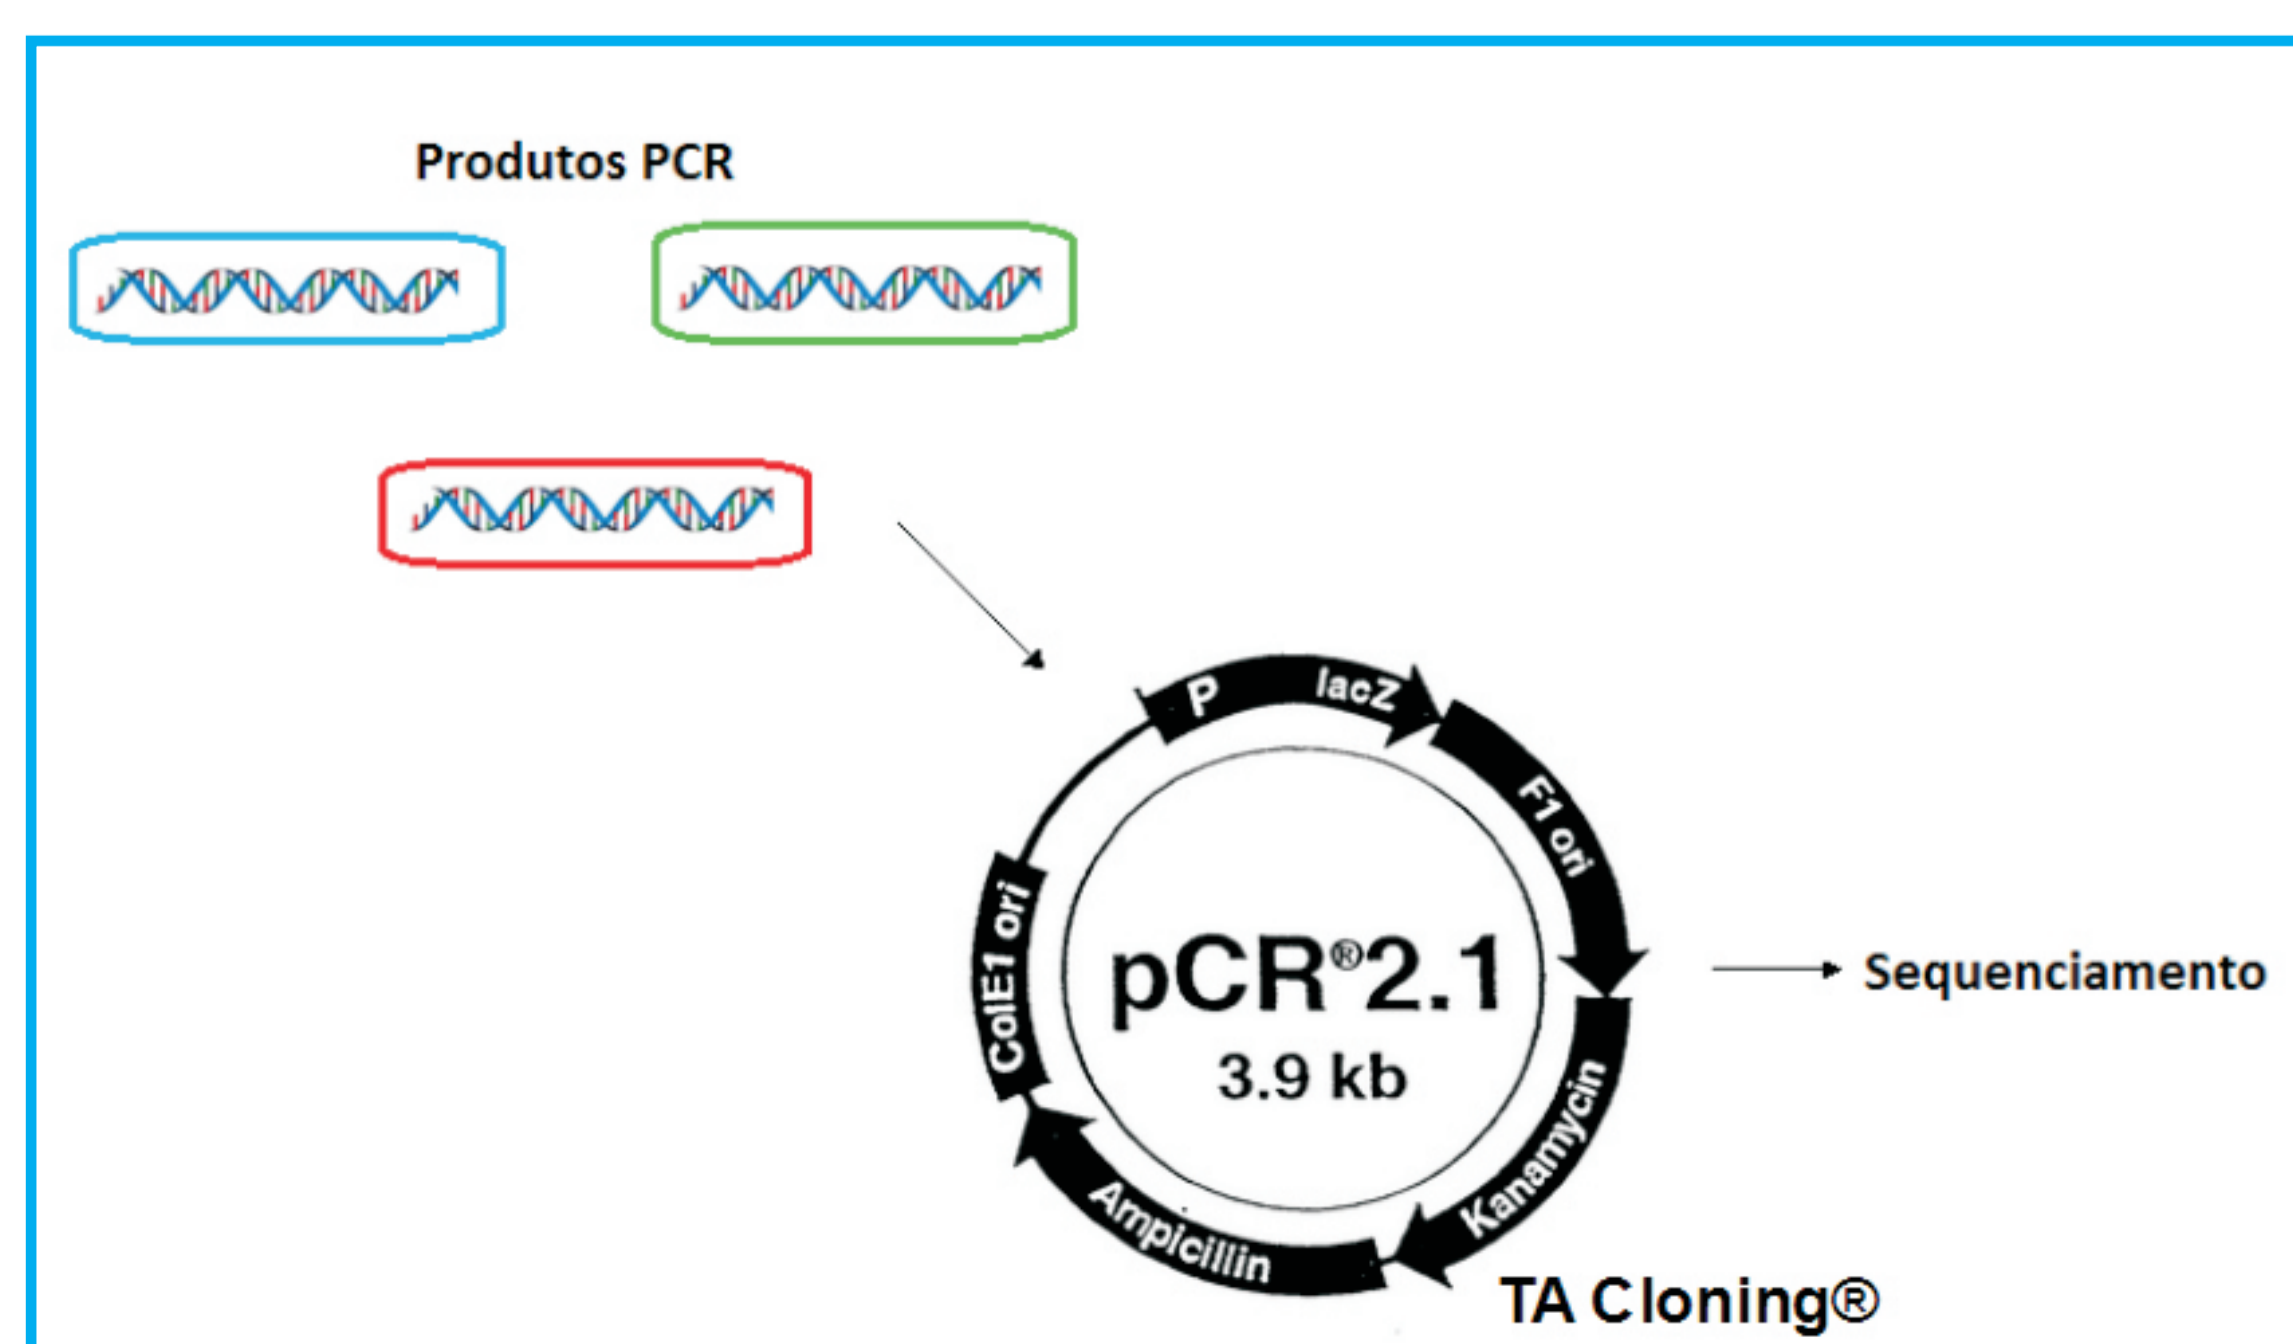 Produtos PCR
P
lacZ
F1 ori
ColE1 ori
pCR®2.1
3.9 kb
Sequenciamento
Kanamycin
Ampicillin
TA Cloning®